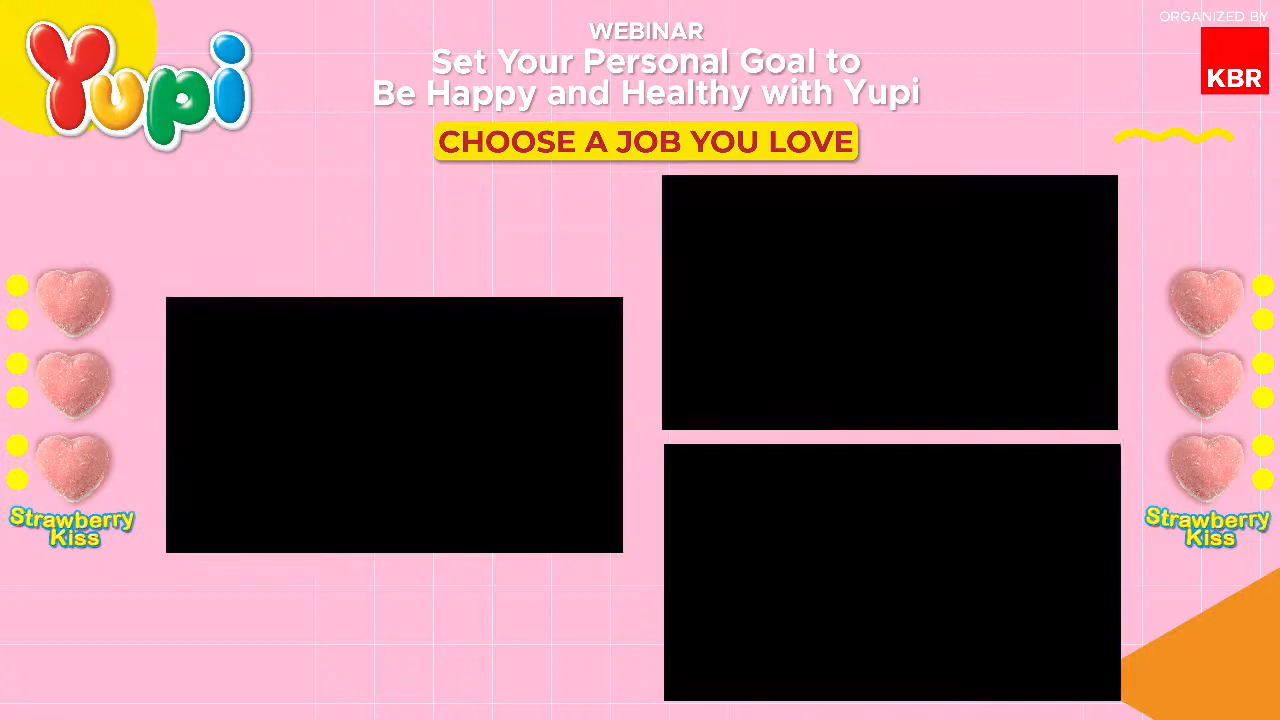 Yupi
WEBINAR
Set Your Personal Goal to
Be Happy and Healthy with Yupi
CHOOSE A JOB YOU LOVE
ORGANIZED BY
KBR
Strawberry
Kiss
Strawberry
Kiss